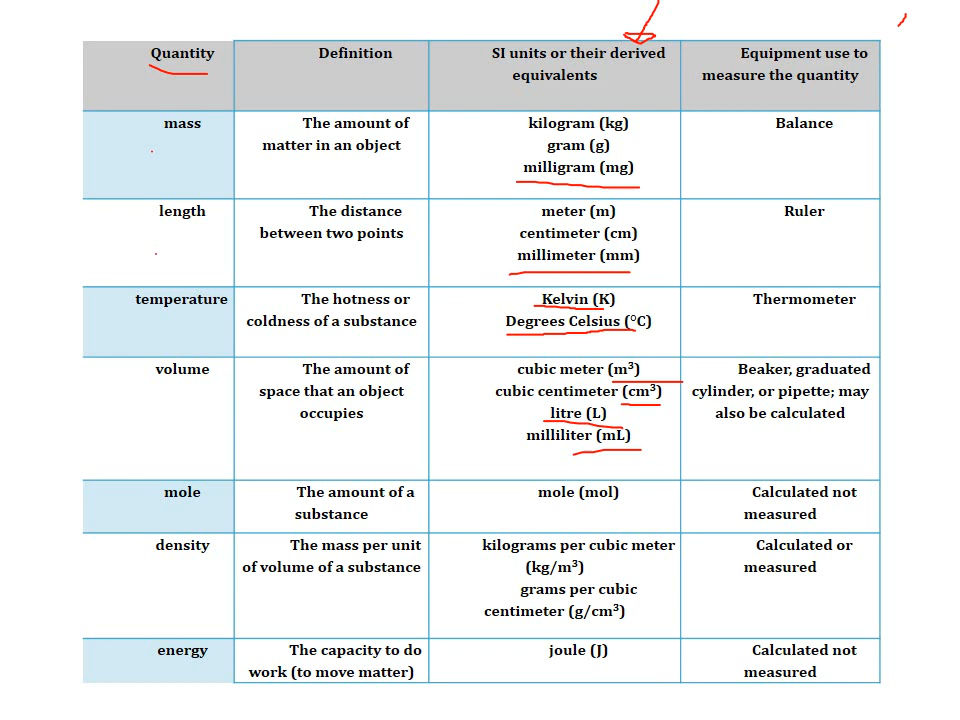 Quantity
Definition
SI units or their derived
equivalents
Equipment use to
measure the quantity
mass
The amount of
matter in an object
kilogram (kg)
gram (g)
milligram (mg)
Balance
length
The distance
between two points
meter (m)
centimeter (cm)
millimeter (mm)
Ruler
temperature
The hotness or
coldness of a substance
Kelvin (K)
Degrees Celsius (°C)
Thermometer
volume
The amount of
space that an object
occupies
cubic meter (m³)
cubic centimeter (cm³)
litre (L)
milliliter (mL)
Beaker, graduated
cylinder, or pipette; may
also be calculated
mole
The amount of a
substance
mole (mol)
Calculated not
measured
density
The mass per unit
of volume of a substance
kilograms per cubic meter
(kg/m³)
grams per cubic
centimeter (g/cm³)
Calculated or
measured
energy
The capacity to do
work (to move matter)
joule (J)
Calculated not
measured